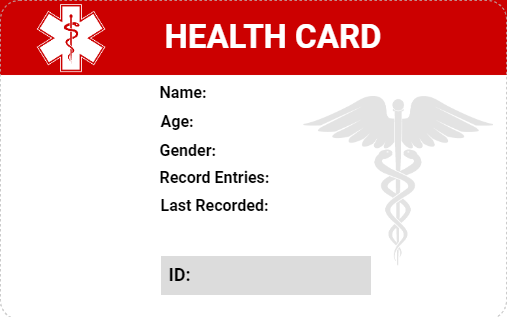 HEALTH CARD
Name:
Age:
Gender:
Record Entries:
Last Recorded:
ID: